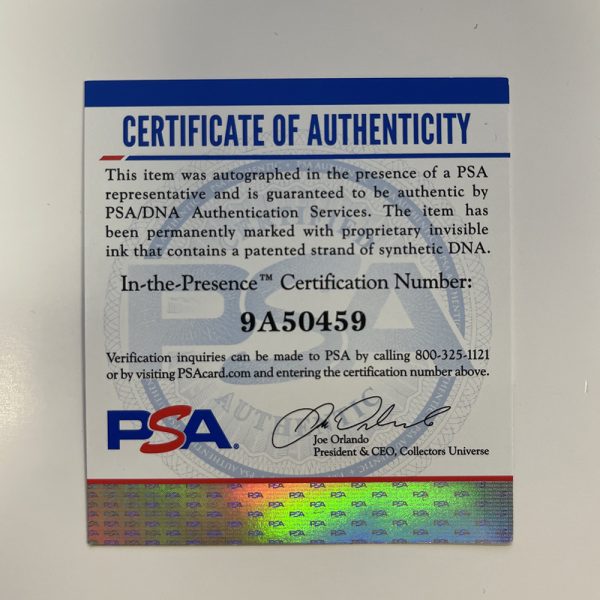 CERTIFICATE OF AUTHENTICITY
This item was autographed in the presence of a PSA
representative and is guaranteed to be authentic by
PSA/DNA Authentication Services. The item has
been permanently marked with proprietary invisible
ink that contains a patented strand of synthetic DNA.
In-the-Presence™ Certification Number:
9A50459
Verification inquiries can be made to PSA by calling 800-325-1121
or by visiting PSAcard.com and entering the certification number above.
PSA®
Joe Orlando
President & CEO, Collectors Universe